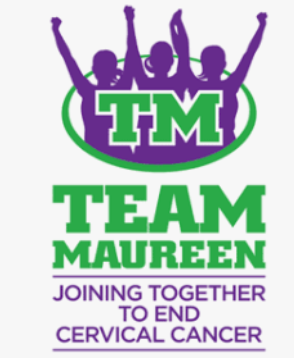 TM
TEAM
MAUREEN
JOINING TOGETHER
TO END
CERVICAL CANCER